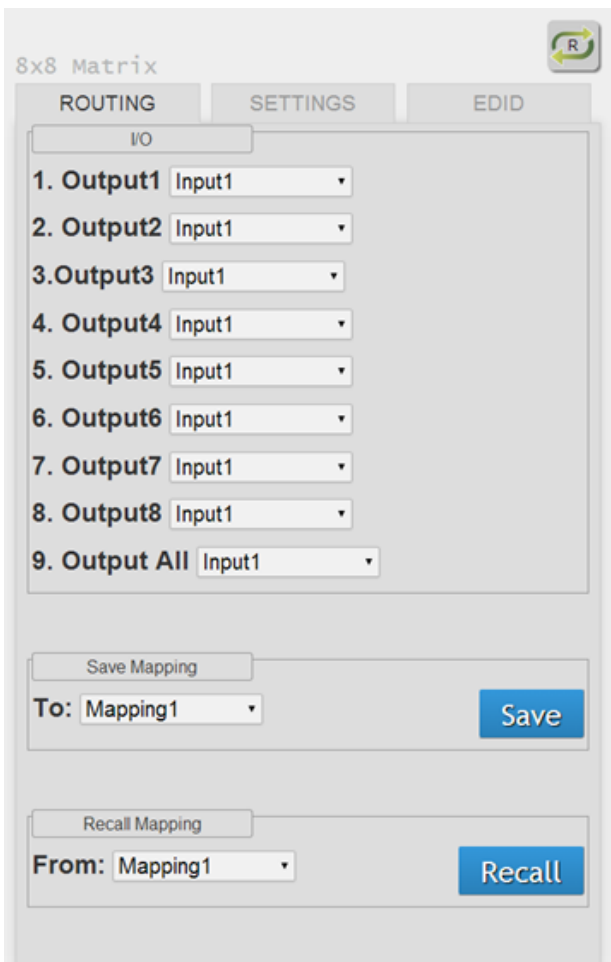 R
8x8 Matrix
ROUTING SETTINGS EDID
I/O
1. Output1 Input1
2. Output2 Input1
3.Output3 Input1
4. Output4 Input1
5. Output5 Input1
6. Output6 Input1
7. Output7 Input1
8. Output8 Input1
9. Output All Input1
Save Mapping
To: Mapping1 Save
Recall Mapping
From: Mapping1 Recall